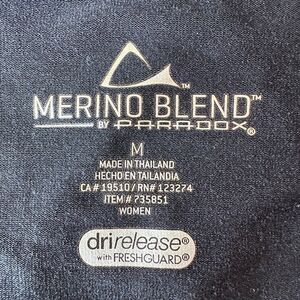 MERINO BLEND™
BY PARADOX®
M
MADE IN THAILAND
HECHO EN TAILANDIA
CA# 19510 / RN# 123274
ITEM # 735851
WOMEN
drirelease®
with FRESHGUARD®